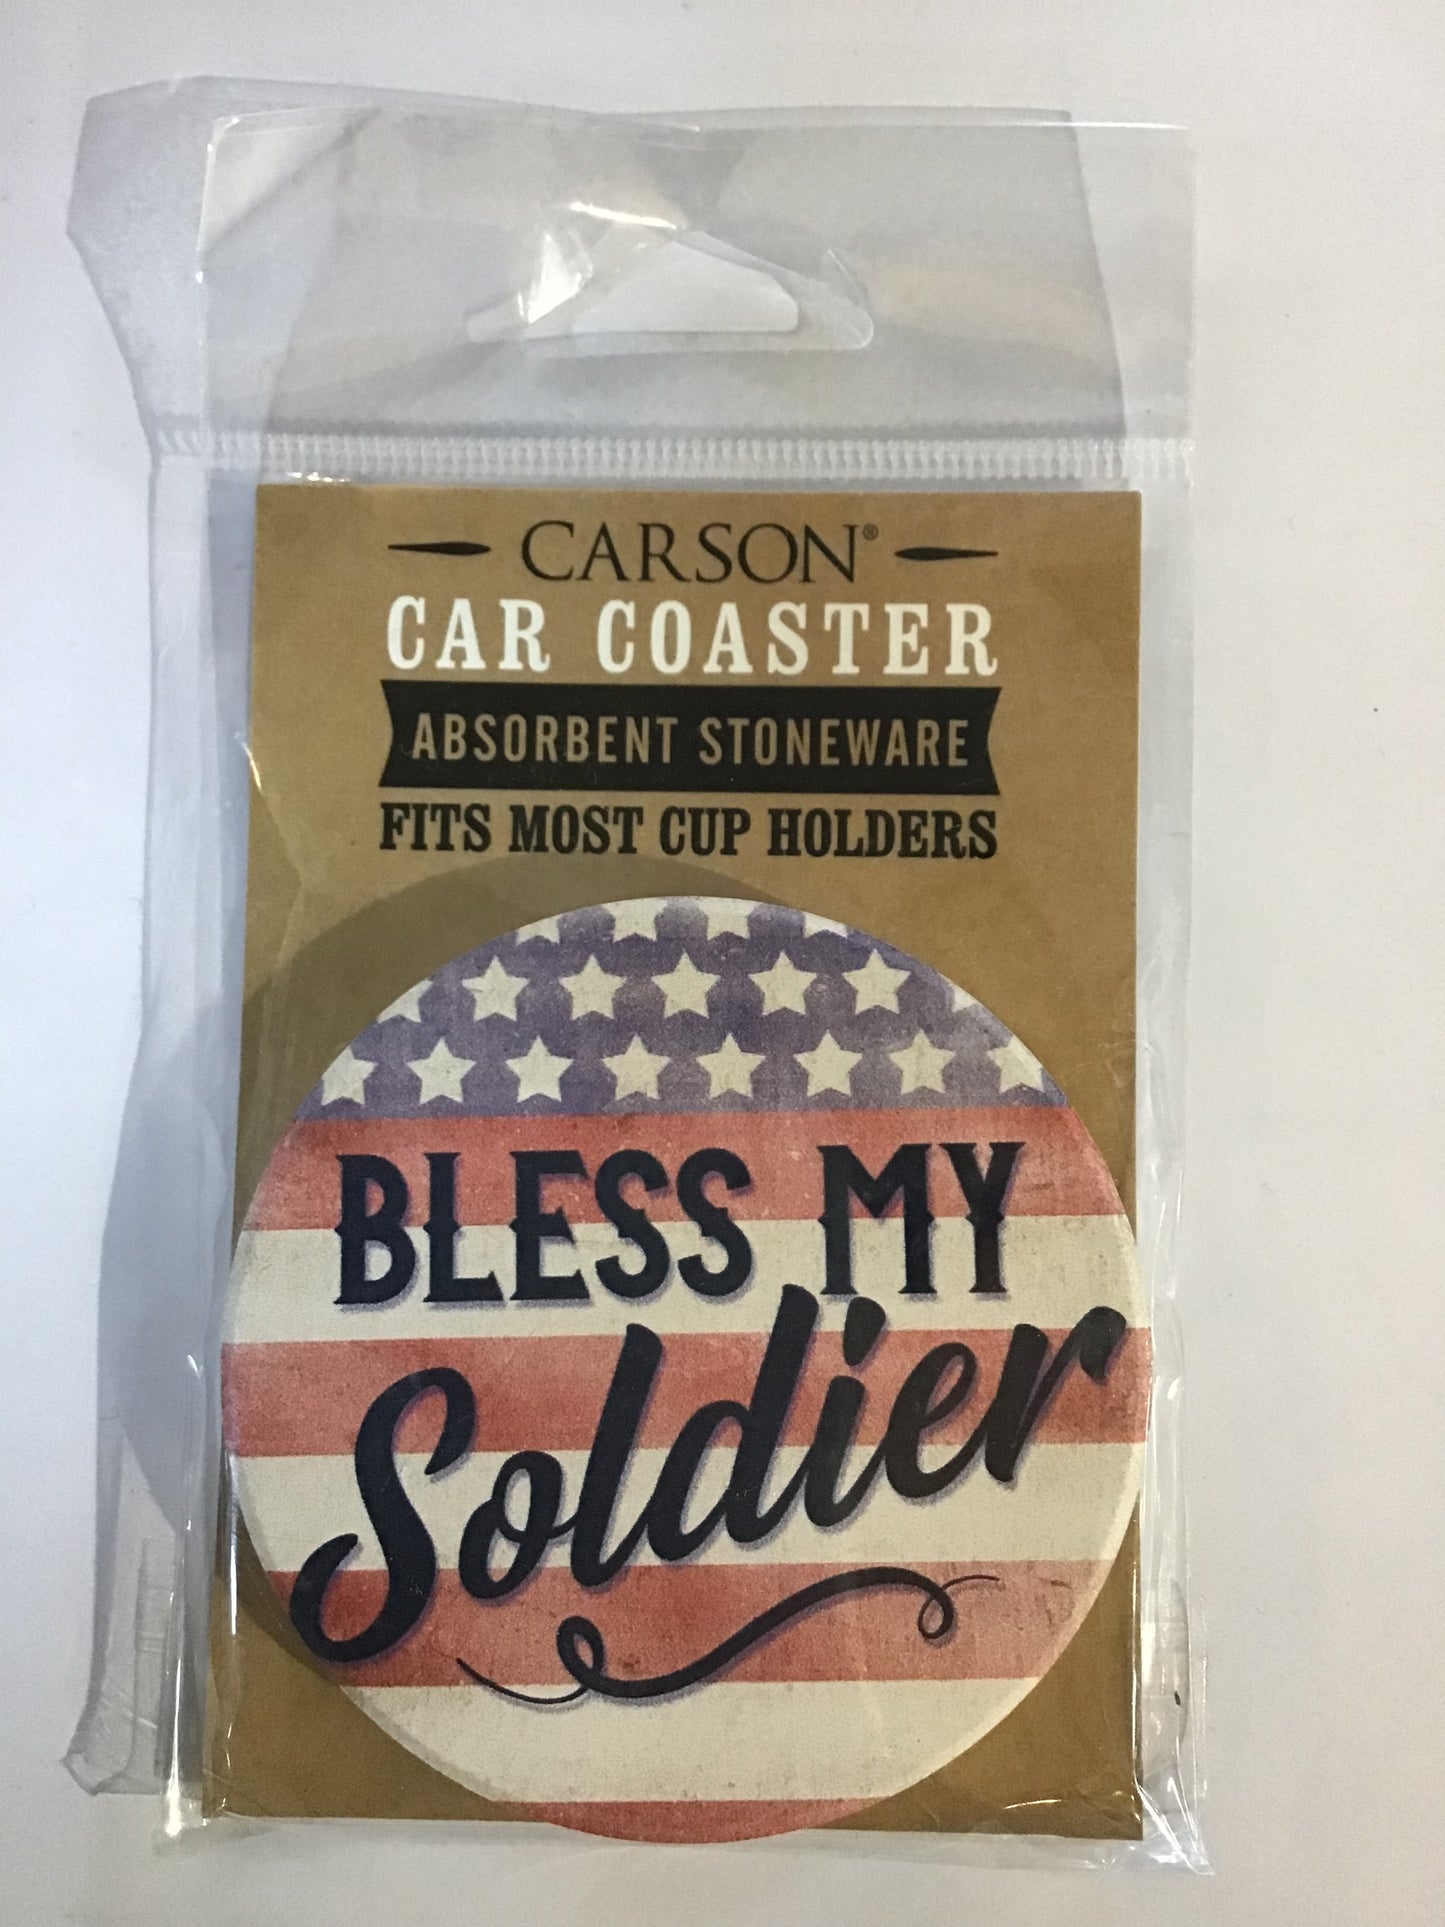 CARSON®
CAR COASTER
ABSORBENT STONEWARE
FITS MOST CUP HOLDERS
BLESS MY
Soldier